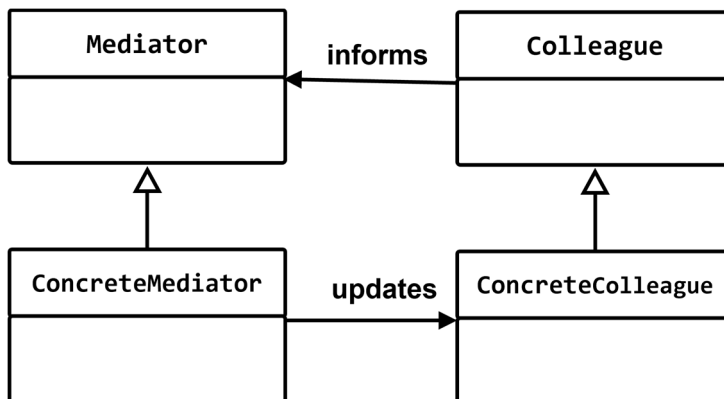 Mediator
informs
Colleague
ConcreteMediator
updates
ConcreteColleague